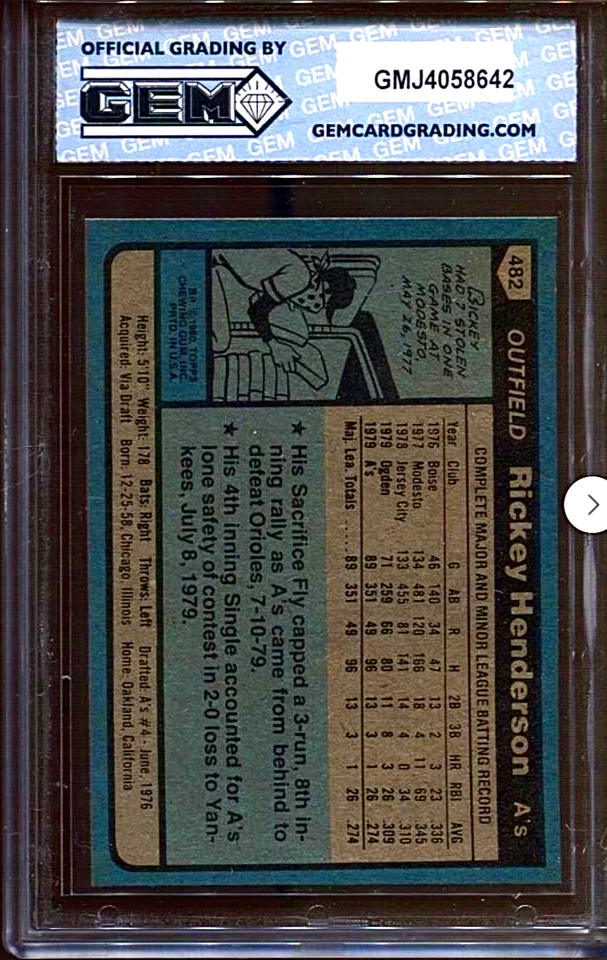 OFFICIAL GRADING BY
GEM
GMJ4058642
GEMCARDGRADING.COM
482 OUTFIELD Rickey Henderson A's
RICKEY
HAD 7 STOLEN
BASES IN ONE
GAME AT
MODESTO,
MAY 26, 1977
© 1980 TOPPS
CHEWING GUM, INC.
PRTD. IN U.S.A.
COMPLETE MAJOR AND MINOR LEAGUE BATTING RECORD
Year Club G AB R H 2B 3B HR RBI AVG
1976 Boise 46 140 34 47 13 2 3 23 .336
1977 Modesto 134 481 120 166 18 4 11 69 .345
1978 Jersey City 133 455 81 141 14 4 0 34 .310
1979 Ogden 71 259 66 80 11 8 3 26 .309
1979 A's 89 351 49 96 13 3 1 26 .274
Maj. Lea. Totals ...... 89 351 49 96 13 3 1 26 .274
★ His Sacrifice Fly capped a 3-run, 8th in-
ning rally as A's came from behind to
defeat Orioles, 7-10-79.
★ His 4th inning Single accounted for A's
lone safety of contest in 2-0 loss to Yan-
kees, July 8, 1979.
Height: 5'10" Weight: 178 Bats: Right Throws: Left Drafted: A's #4 - June, 1976
Acquired: Via Draft Born: 12-25-58, Chicago, Illinois Home: Oakland, California